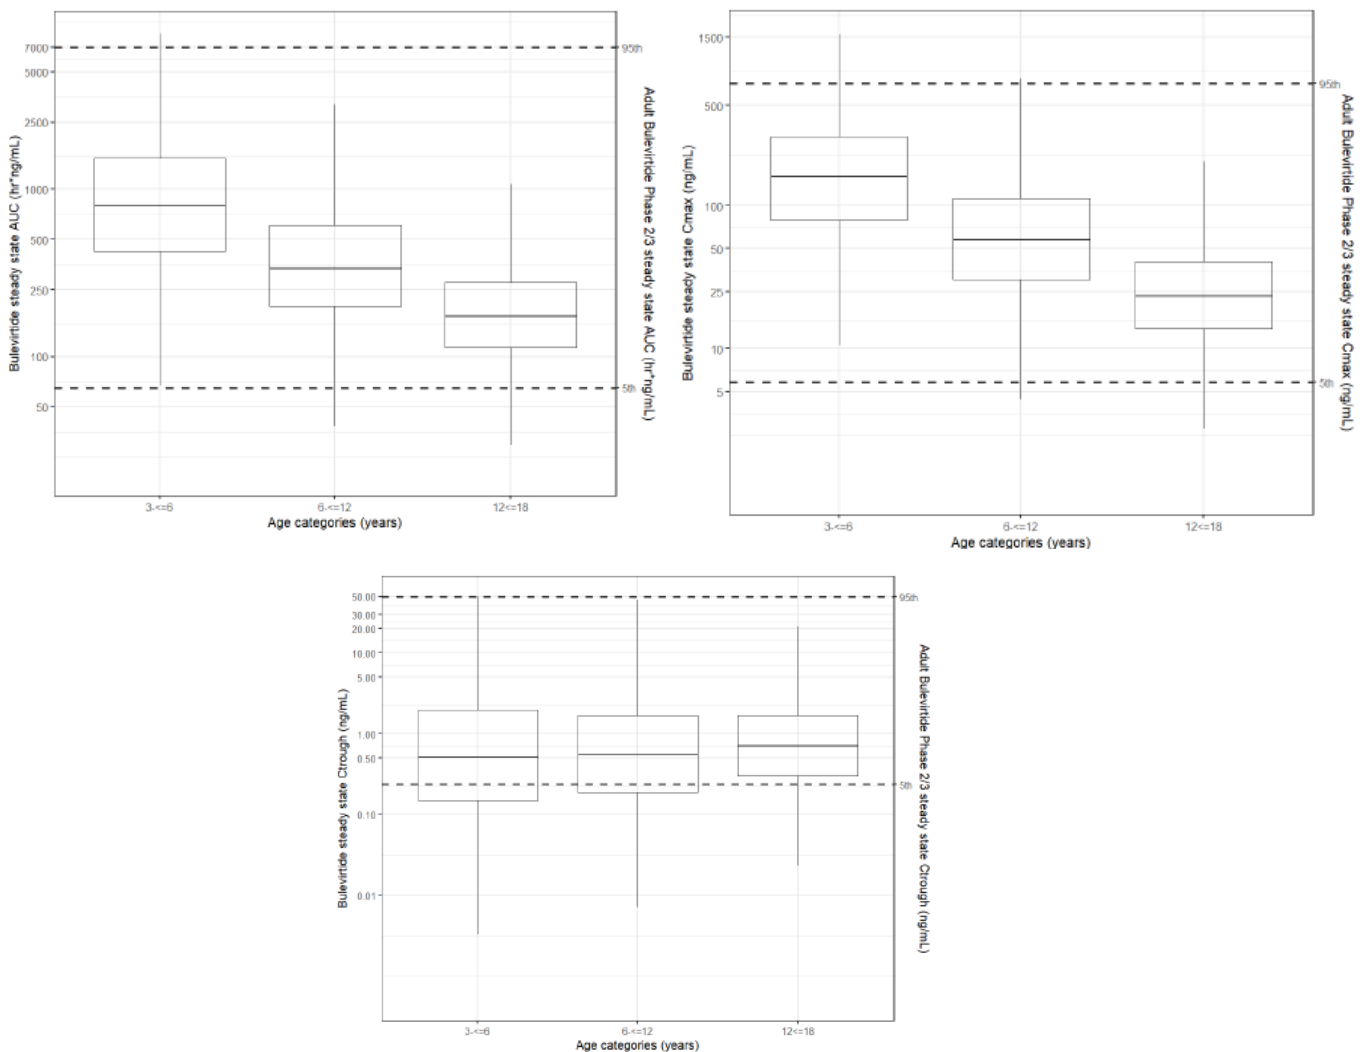 Bulevirtide steady state AUC (hr*ng/mL)
7000
5000
2500
1000
500
250
100
50
95th
5th
Adult Bulevirtide Phase 2/3 steady state AUC (hr*ng/mL)
3-<=6
6-<=12
12<=18
Age categories (years)
Bulevirtide steady state Cmax (ng/mL)
1500
500
100
50
25
10
5
95th
5th
Adult Bulevirtide Phase 2/3 steady state Cmax (ng/mL)
3-<=6
6-<=12
12<=18
Age categories (years)
Bulevirtide steady state Ctrough (ng/mL)
50.00
30.00
20.00
10.00
5.00
1.00
0.50
0.10
0.01
95th
5th
Adult Bulevirtide Phase 2/3 steady state Ctrough (ng/mL)
3-<=6
6-<=12
12<=18
Age categories (years)